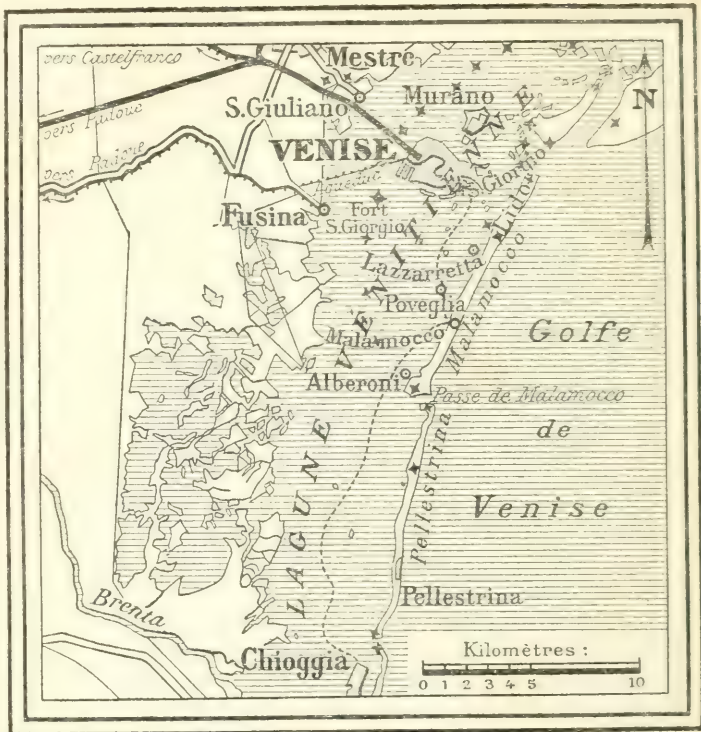 vers Castelfranco
Mestre
vers Padoue
S.Giuliano
Murano
N
VENISE
vers Padoue
Aqueduc
S.Giorgio
Fusina
Fort
S.Giorgio
Lido
Lazzarretta
Poveglia
Malamocco
Malamocco
Golfe
Alberoni
Passe de Malamocco
de
LAGUNE VÉNITIENNE
Pellestrina
Venise
Brenta
Pellestrina
Chioggia
Kilomètres :
0 1 2 3 4 5 10